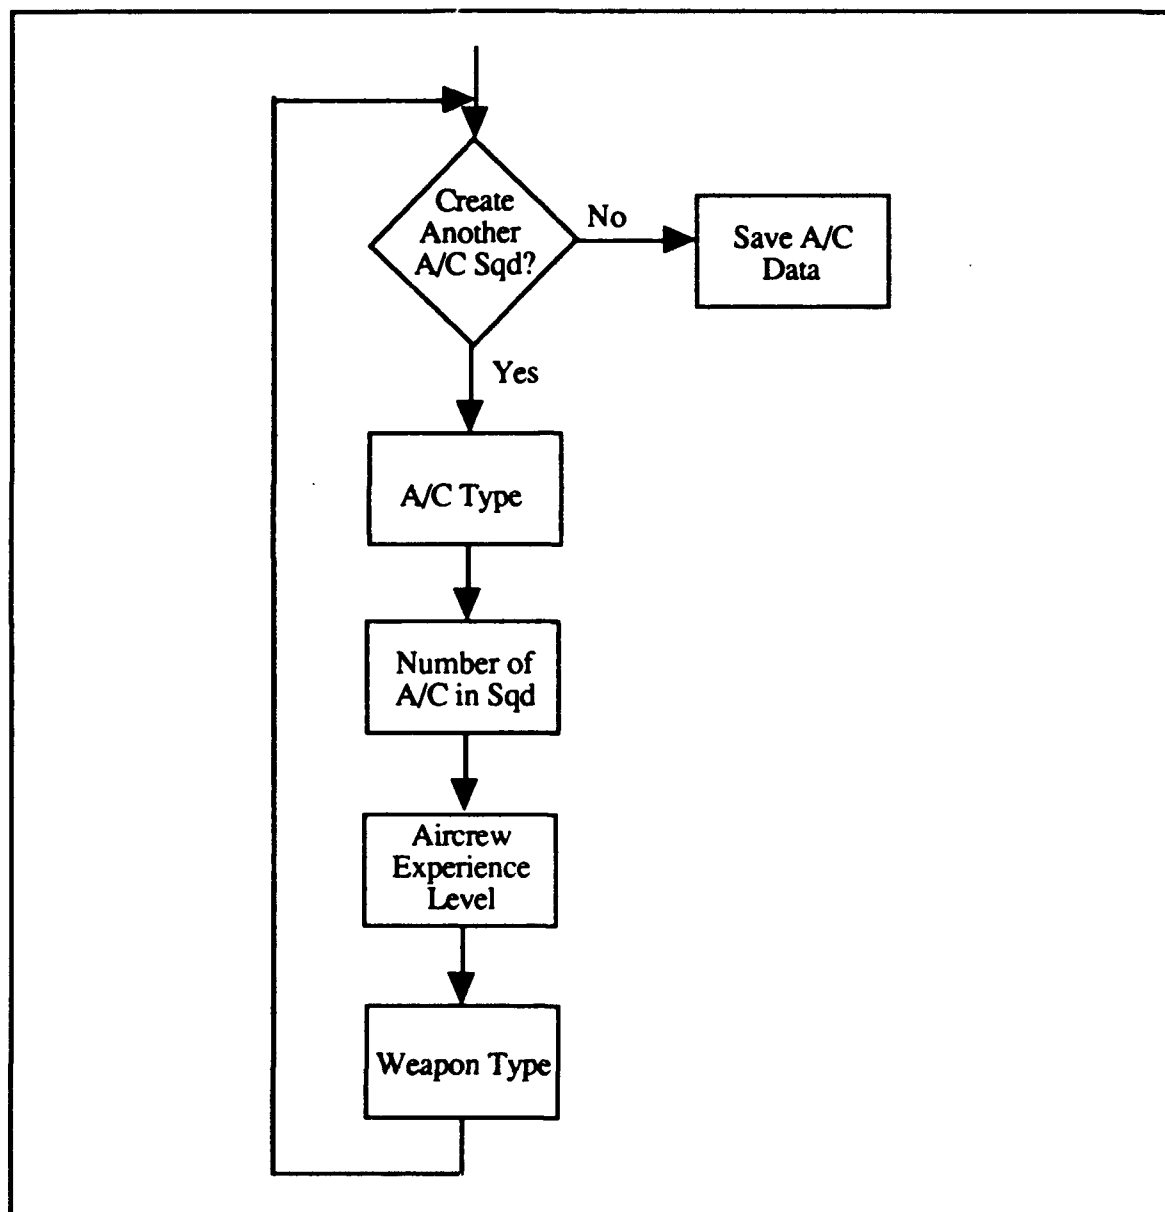 Create
Another
A/C Sqd?
No
Save A/C
Data
Yes
A/C Type
Number of
A/C in Sqd
Aircrew
Experience
Level
Weapon Type